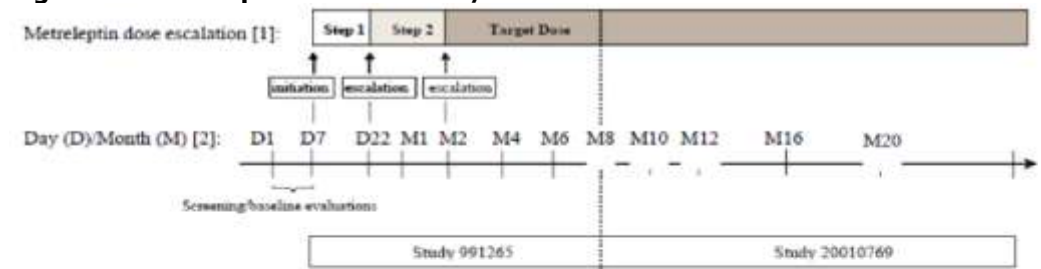 Metreleptin dose escalation [1]: Step 1 Step 2 Target Dose
initiation escalation escalation
Day (D)/Month (M) [2]: D1 D7 D22 M1 M2 M4 M6 M8 M10 M12 M16 M20
Screening/baseline evaluations
Study 991265 Study 20010769